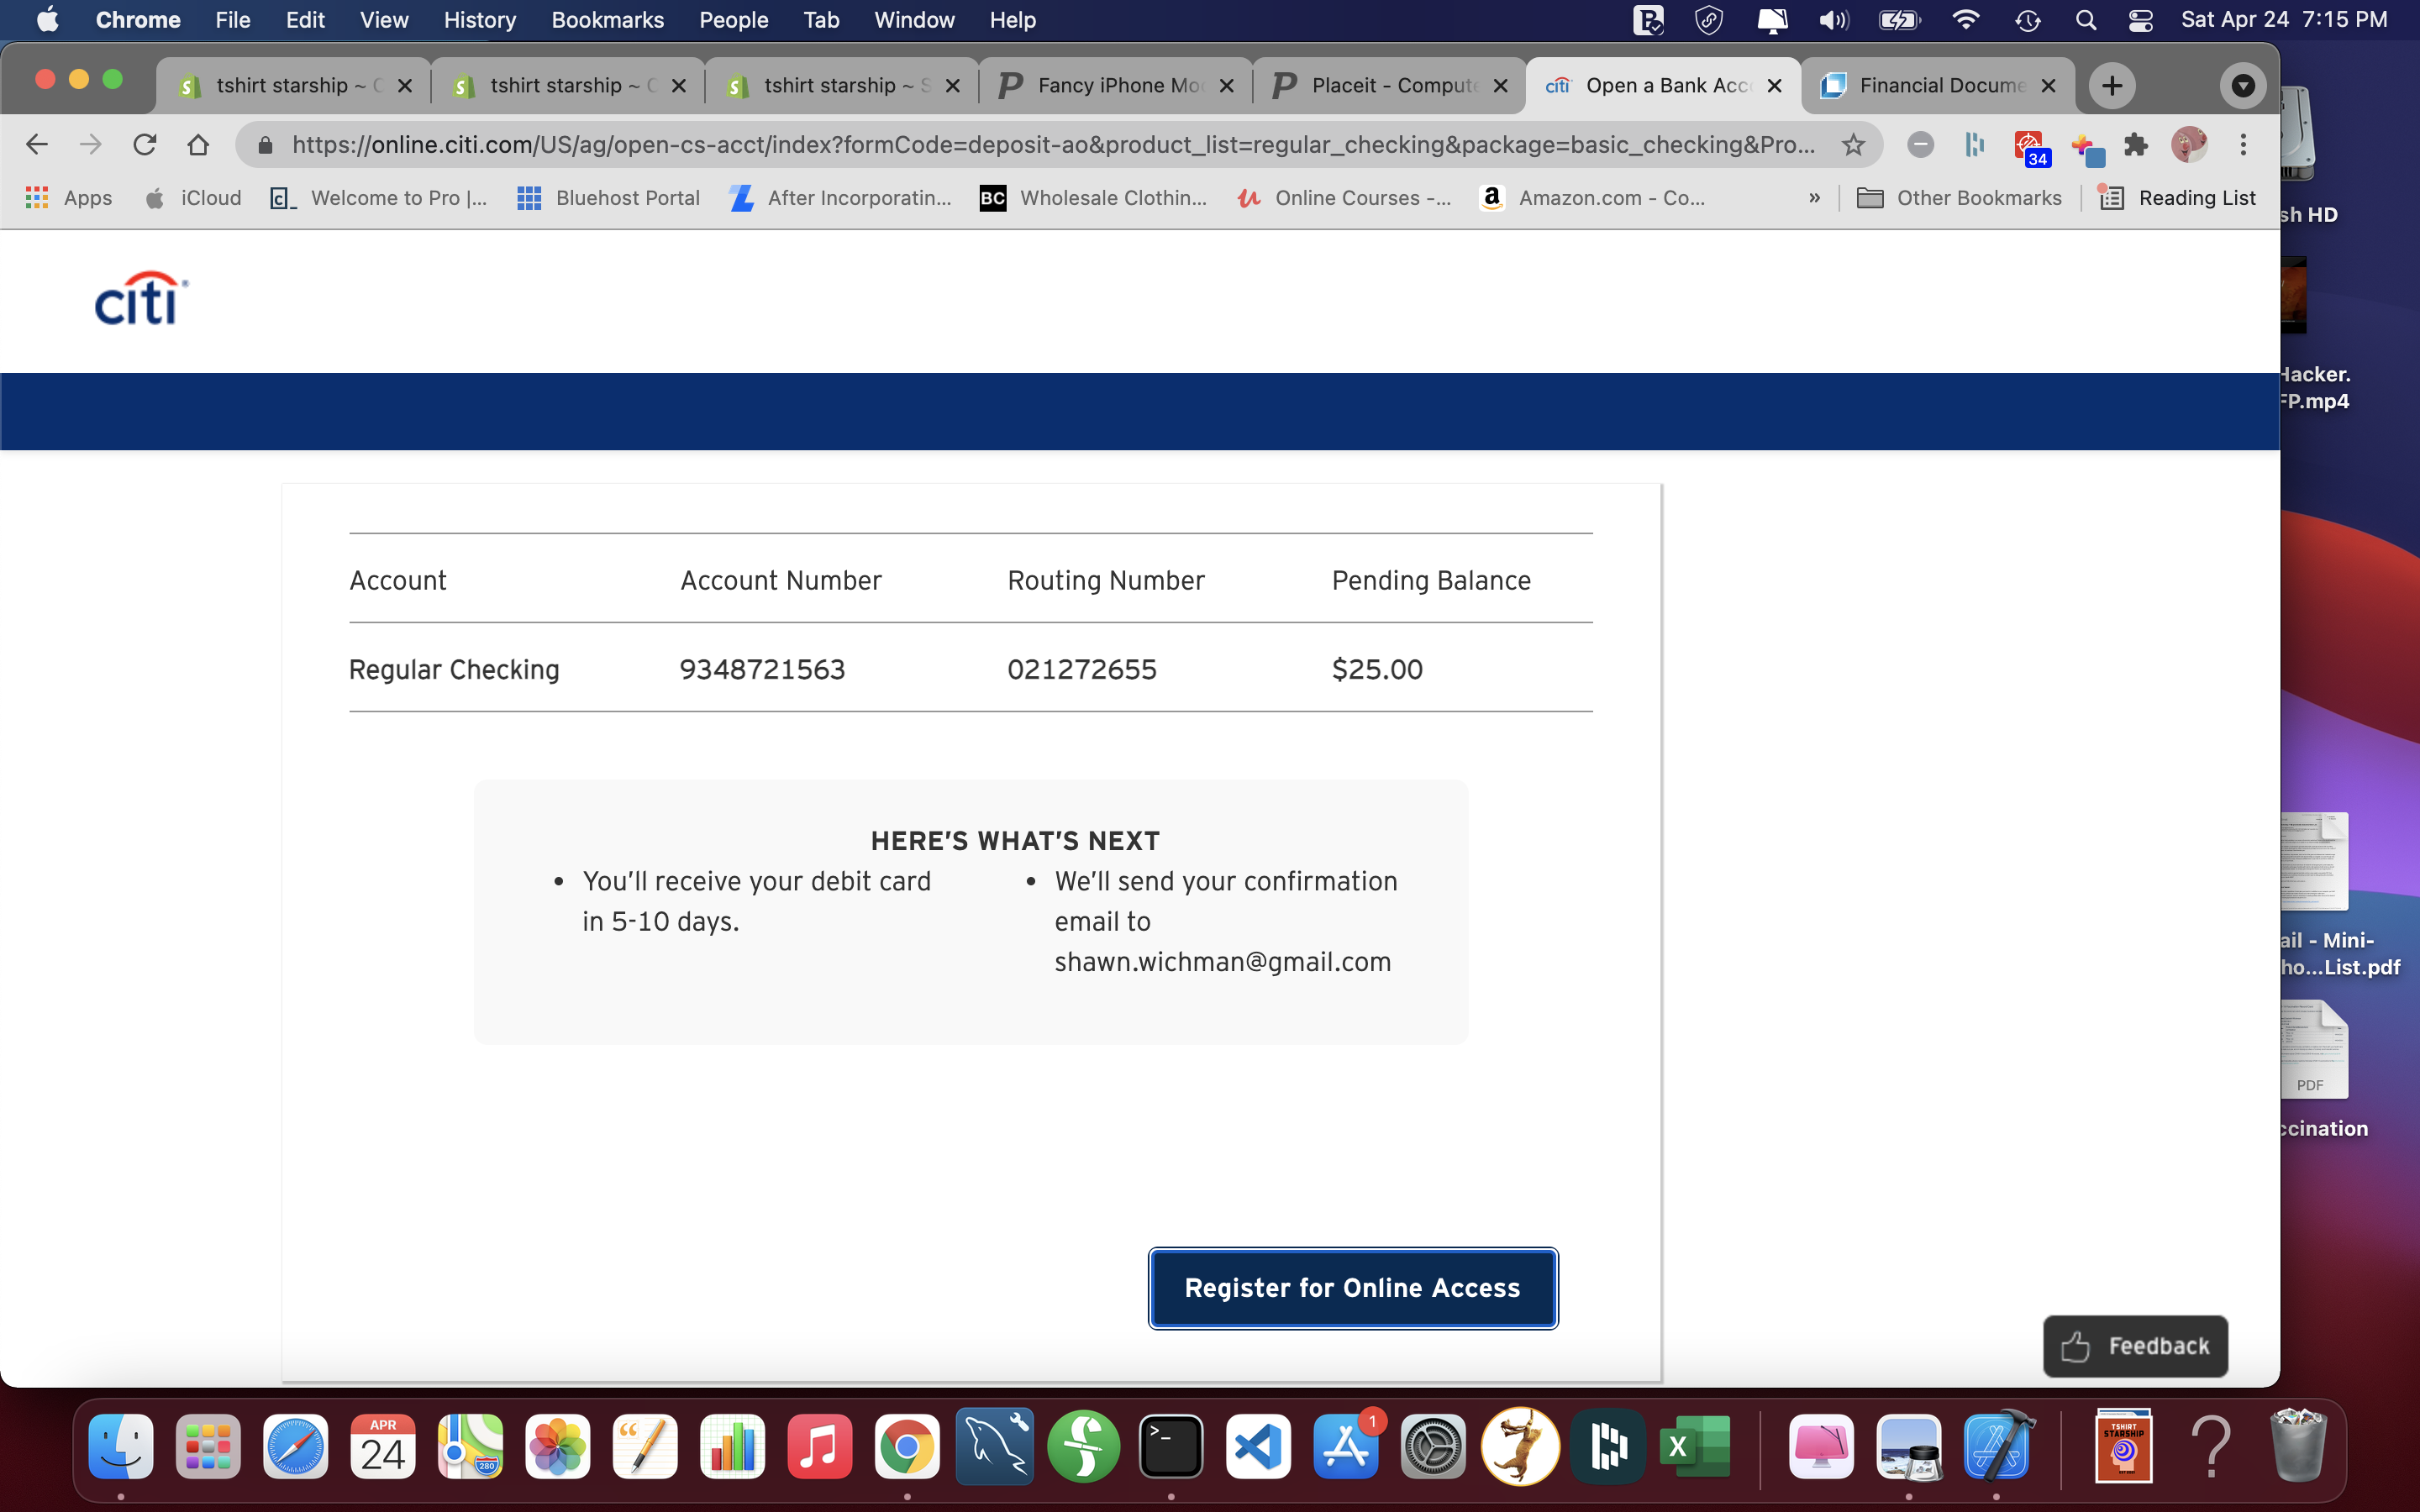 Chrome File Edit View History Bookmarks People Tab Window Help Sat Apr 24 7:15 PM
tshirt starship ~ C tshirt starship ~ C tshirt starship ~ S Fancy iPhone Moc Placeit - Compute Open a Bank Acc Financial Docume
https://online.citi.com/US/ag/open-cs-acct/index?formCode=deposit-ao&product_list=regular_checking&package=basic_checking&Pro... 34
Apps iCloud Welcome to Pro |... Bluehost Portal After Incorporatin... BC Wholesale Clothin... Online Courses -... Amazon.com - Co... » Other Bookmarks Reading List
sh HD
citi
Hacker.
FP.mp4
Account Account Number Routing Number Pending Balance
Regular Checking 9348721563 021272655 $25.00
HERE'S WHAT'S NEXT
• You'll receive your debit card
in 5-10 days.
• We'll send your confirmation
email to
shawn.wichman@gmail.com
ail - Mini-
ho...List.pdf
PDF
ccination
Register for Online Access
Feedback
APR
24
280
1
TSHIRT
STARSHIP